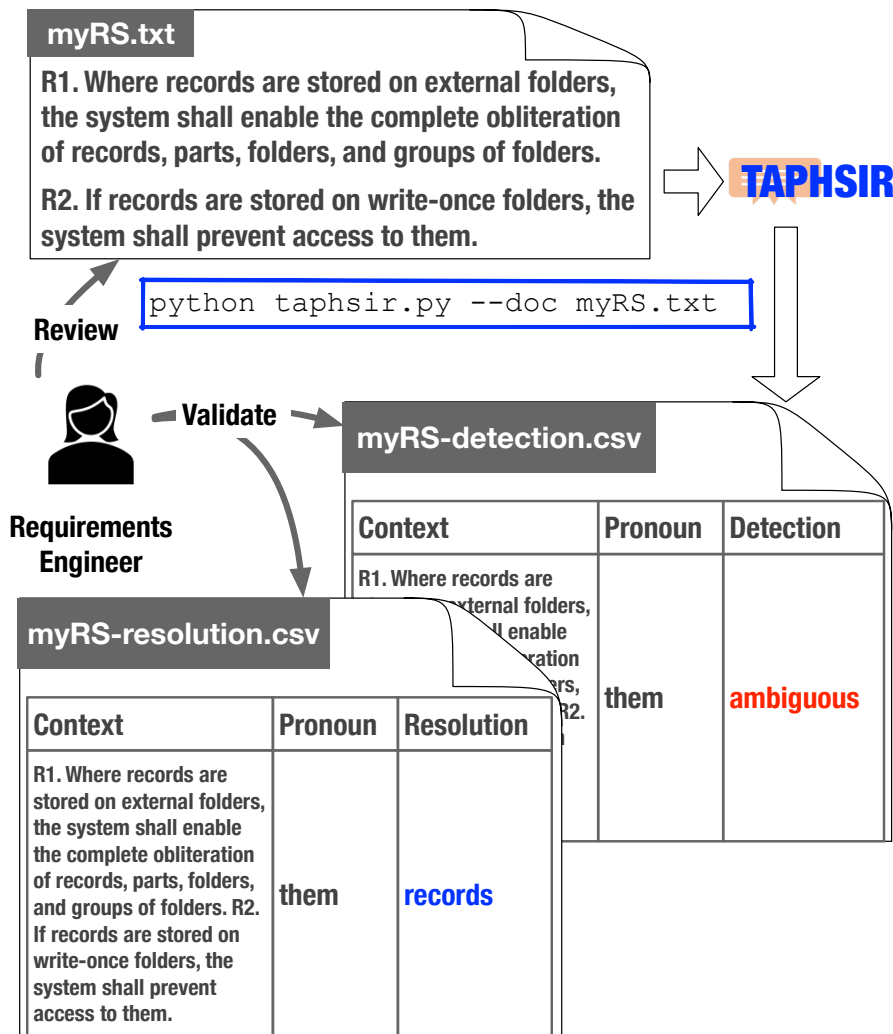 myRS.txt
R1. Where records are stored on external folders,
the system shall enable the complete obliteration
of records, parts, folders, and groups of folders.
R2. If records are stored on write-once folders, the
system shall prevent access to them.
TAPHSIR
python taphsir.py --doc myRS.txt
Review
Validate
Requirements
Engineer
myRS-detection.csv
Context
Pronoun
Detection
R1. Where records are
external folders,
enable
R2.
them
ambiguous
myRS-resolution.csv
Context
Pronoun
Resolution
R1. Where records are
stored on external folders,
the system shall enable
the complete obliteration
of records, parts, folders,
and groups of folders. R2.
If records are stored on
write-once folders, the
system shall prevent
access to them.
them
records